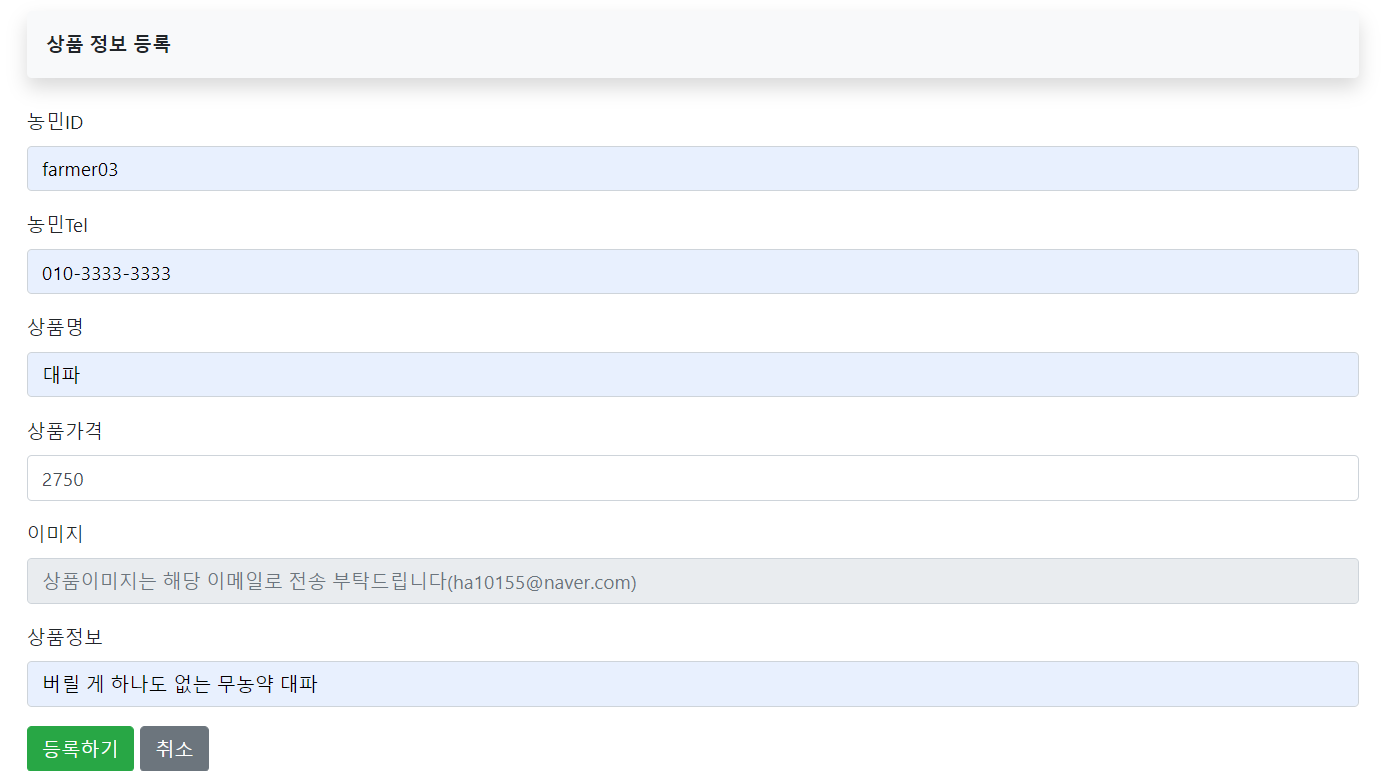 상품 정보 등록
농민ID
farmer03
농민Tel
010-3333-3333
상품명
대파
상품가격
2750
이미지
상품이미지는 해당 이메일로 전송 부탁드립니다(ha10155@naver.com)
상품정보
버릴 게 하나도 없는 무농약 대파
등록하기 취소